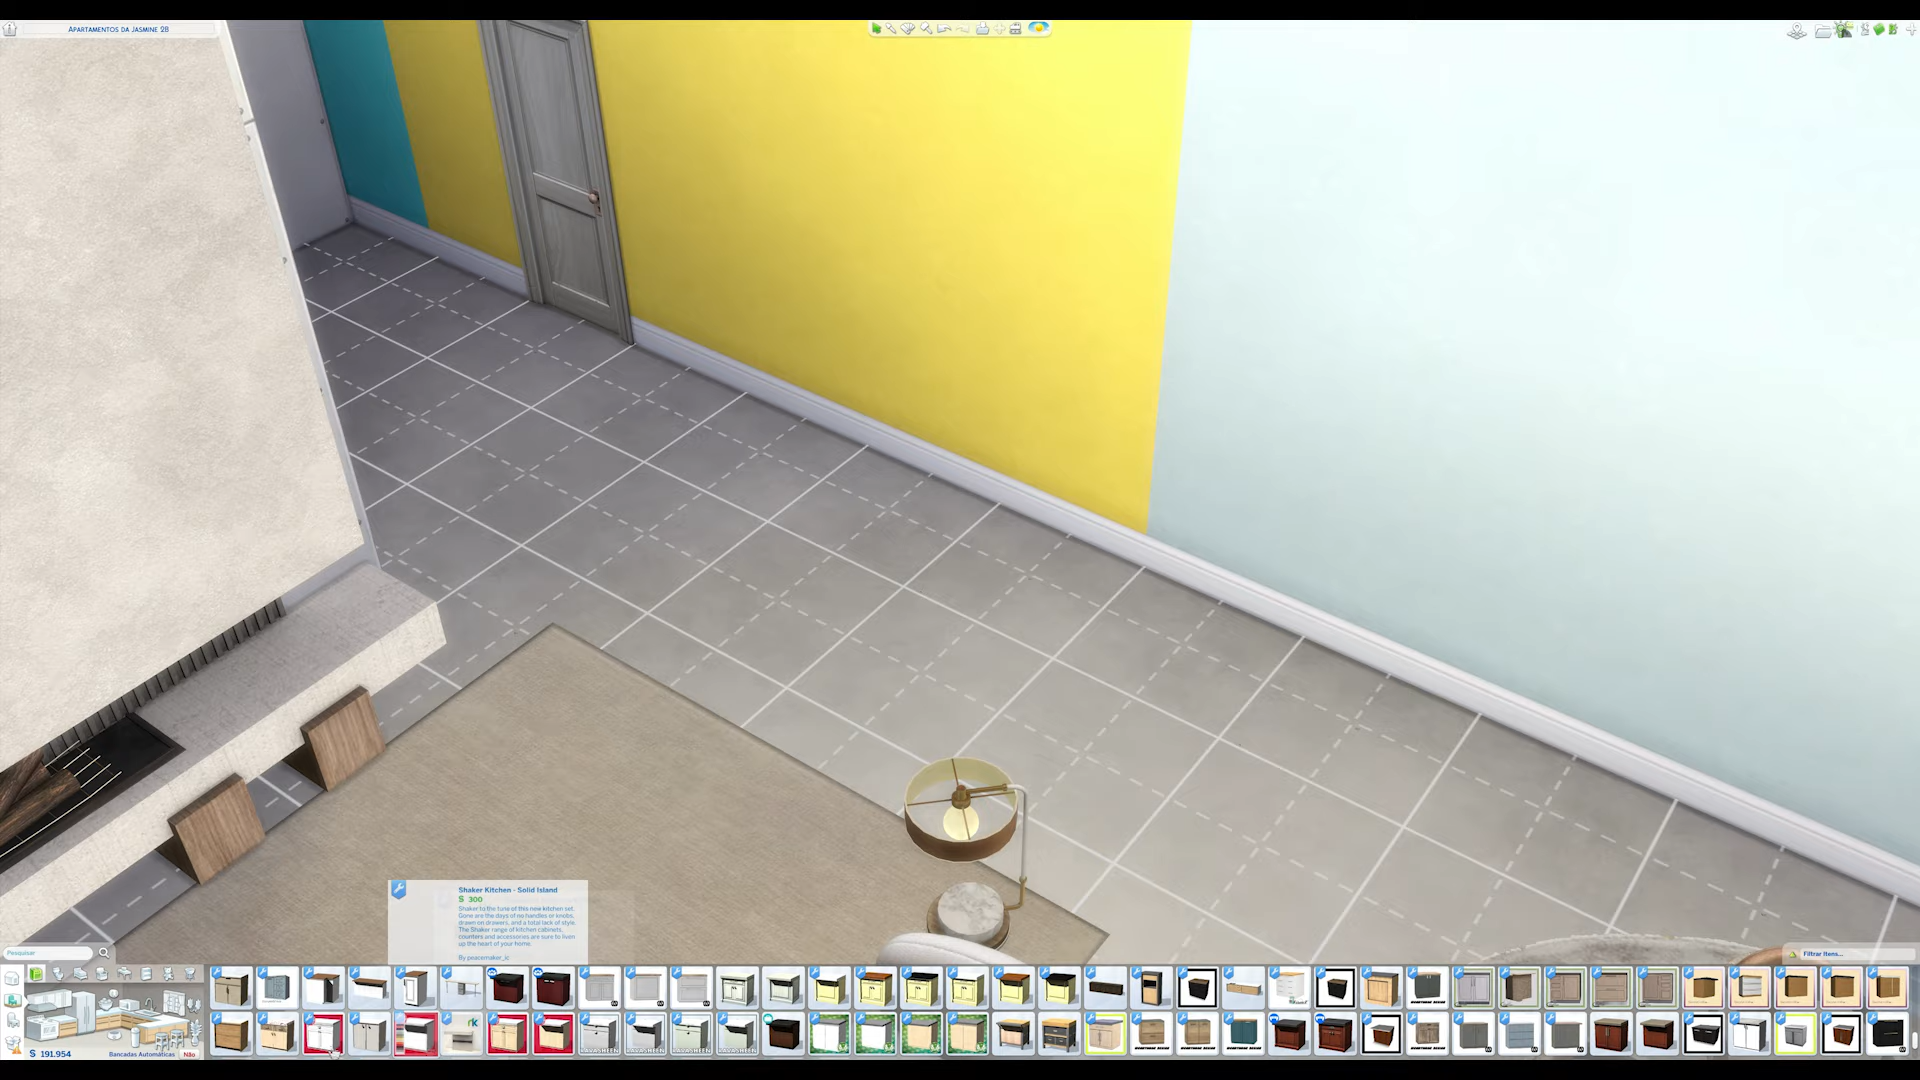 Apartamentos da Jasmine 28
Shaker Kitchen - Solid Island
§ 300
Shaker to the tune of this new kitchen set.
Gone are the days of no handles or knobs,
drawn on drawers, and a total lack of style.
The Shaker range of kitchen cabinets,
counters and accessories are sure to liven
up the heart of your home.
By peacemaker_ic
Pesquisar
Filtrar Itens...
§ 191.954
Bancadas Automáticas
Não